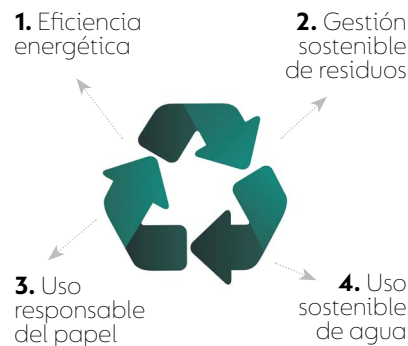 1. Eficiencia
energética
2. Gestión
sostenible
de residuos
3. Uso
responsable
del papel
4. Uso
sostenible
de agua